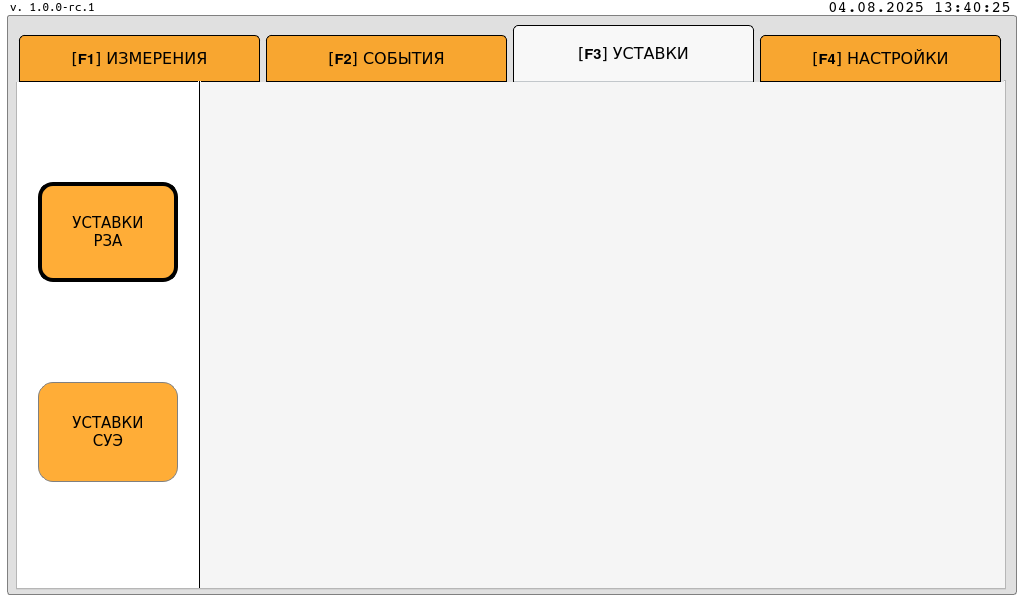 v. 1.0.0-rc.1
04.08.2025 13:40:25
[F1] ИЗМЕРЕНИЯ
[F2] СОБЫТИЯ
[F3] УСТАВКИ
[F4] НАСТРОЙКИ
УСТАВКИ
РЗА
УСТАВКИ
СУЭ